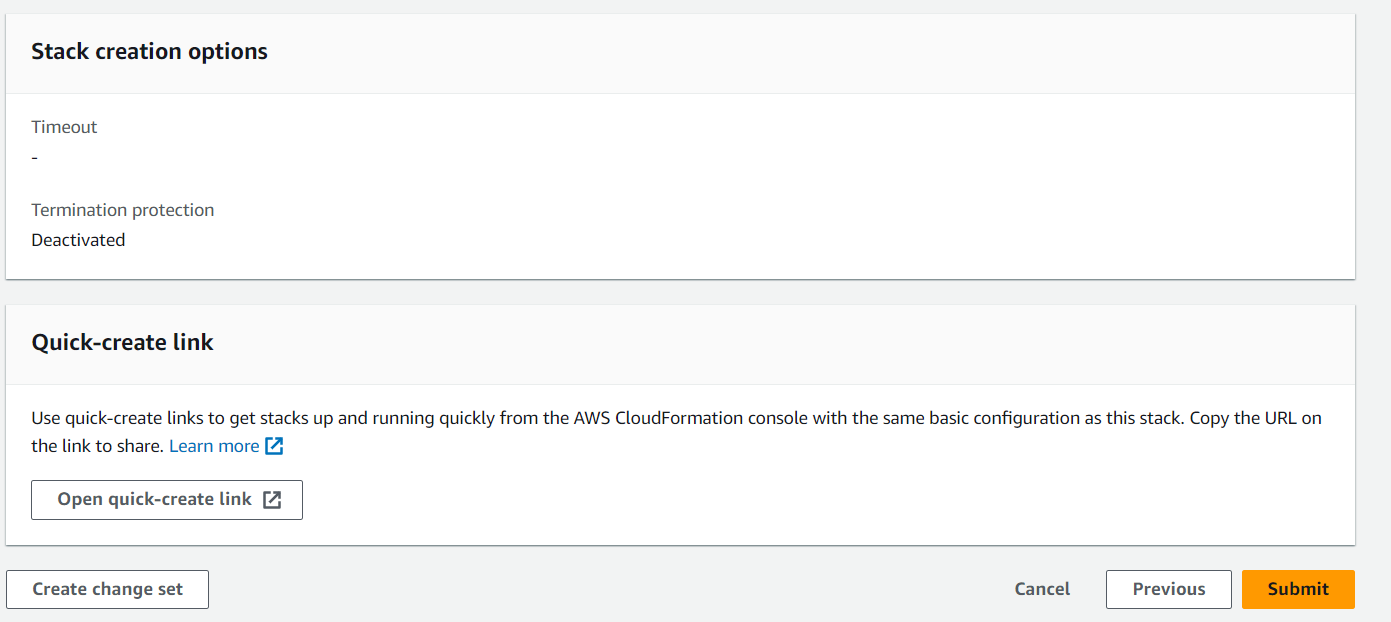 Stack creation options
Timeout
-
Termination protection
Deactivated
Quick-create link
Use quick-create links to get stacks up and running quickly from the AWS CloudFormation console with the same basic configuration as this stack. Copy the URL on
the link to share. Learn more
Open quick-create link
Create change set
Cancel
Previous
Submit